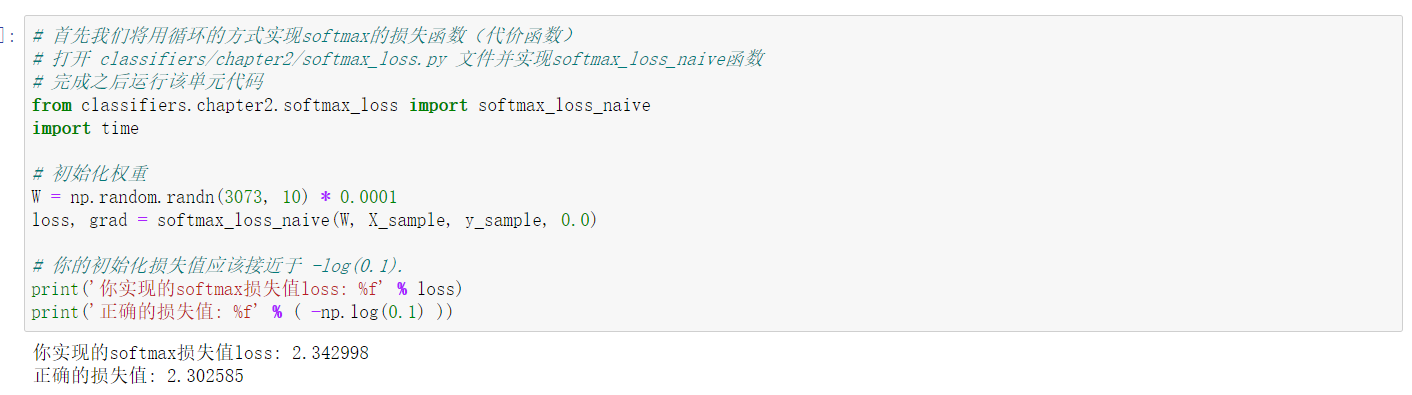 ]:
# 首先我们将用循环的方式实现softmax的损失函数（代价函数）
# 打开 classifiers/chapter2/softmax_loss.py 文件并实现softmax_loss_naive函数
# 完成之后运行该单元代码
from classifiers.chapter2.softmax_loss import softmax_loss_naive
import time
# 初始化权重
W = np.random.randn(3073, 10) * 0.0001
loss, grad = softmax_loss_naive(W, X_sample, y_sample, 0.0)
# 你的初始化损失值应该接近于 -log(0.1).
print('你实现的softmax损失值loss: %f' % loss)
print('正确的损失值: %f' % ( -np.log(0.1) ))
你实现的softmax损失值loss: 2.342998
正确的损失值: 2.302585